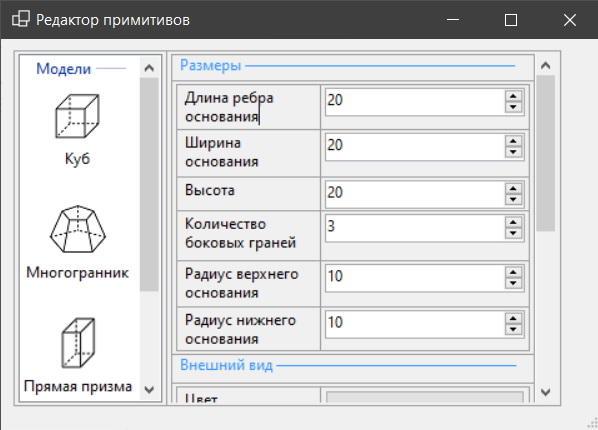 Редактор примитивов
Модели
Куб
Многогранник
Прямая призма
Размеры
Длина ребра
основания
20
Ширина
основания
20
Высота
20
Количество
боковых граней
3
Радиус верхнего
основания
10
Радиус нижнего
основания
10
Внешний вид
Цвет